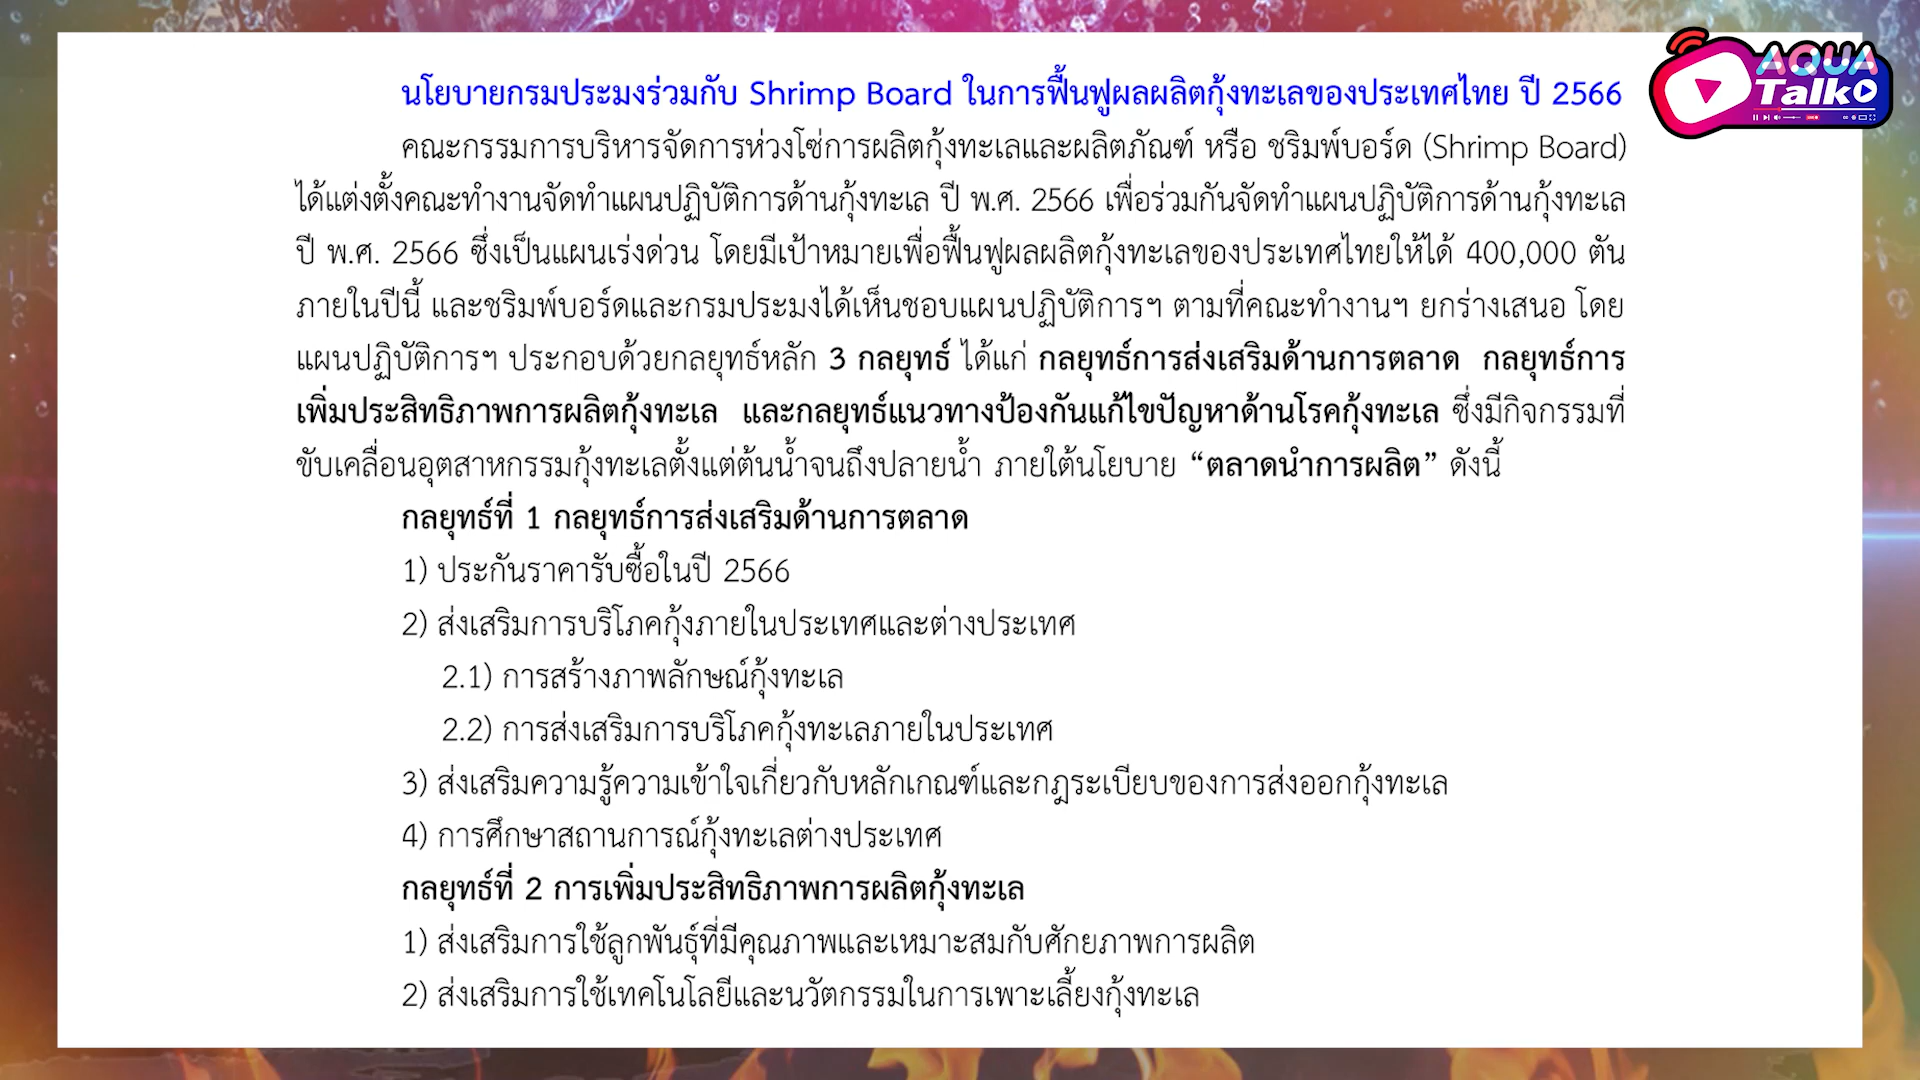 AQUA
Talk
นโยบายกรมประมงร่วมกับ Shrimp Board ในการฟื้นฟูผลผลิตกุ้งทะเลของประเทศไทย ปี 2566
คณะกรรมการบริหารจัดการห่วงโซ่การผลิตกุ้งทะเลและผลิตภัณฑ์ หรือ ชริมพ์บอร์ด (Shrimp Board)
ได้แต่งตั้งคณะทำงานจัดทำแผนปฏิบัติการด้านกุ้งทะเล ปี พ.ศ. 2566 เพื่อร่วมกันจัดทำแผนปฏิบัติการด้านกุ้งทะเล
ปี พ.ศ. 2566 ซึ่งเป็นแผนเร่งด่วน โดยมีเป้าหมายเพื่อฟื้นฟูผลผลิตกุ้งทะเลของประเทศไทยให้ได้ 400,000 ตัน
ภายในปีนี้ และชริมพ์บอร์ดและกรมประมงได้เห็นชอบแผนปฏิบัติการฯ ตามที่คณะทำงานฯ ยกร่างเสนอ โดย
แผนปฏิบัติการฯ ประกอบด้วยกลยุทธ์หลัก 3 กลยุทธ์ ได้แก่ กลยุทธ์การส่งเสริมด้านการตลาด กลยุทธ์การ
เพิ่มประสิทธิภาพการผลิตกุ้งทะเล และกลยุทธ์แนวทางป้องกันแก้ไขปัญหาด้านโรคกุ้งทะเล ซึ่งมีกิจกรรมที่
ขับเคลื่อนอุตสาหกรรมกุ้งทะเลตั้งแต่ต้นน้ำจนถึงปลายน้ำ ภายใต้นโยบาย “ตลาดนำการผลิต” ดังนี้
กลยุทธ์ที่ 1 กลยุทธ์การส่งเสริมด้านการตลาด
1) ประกันราคารับซื้อในปี 2566
2) ส่งเสริมการบริโภคกุ้งภายในประเทศและต่างประเทศ
2.1) การสร้างภาพลักษณ์กุ้งทะเล
2.2) การส่งเสริมการบริโภคกุ้งทะเลภายในประเทศ
3) ส่งเสริมความรู้ความเข้าใจเกี่ยวกับหลักเกณฑ์และกฎระเบียบของการส่งออกกุ้งทะเล
4) การศึกษาสถานการณ์กุ้งทะเลต่างประเทศ
กลยุทธ์ที่ 2 การเพิ่มประสิทธิภาพการผลิตกุ้งทะเล
1) ส่งเสริมการใช้ลูกพันธุ์ที่มีคุณภาพและเหมาะสมกับศักยภาพการผลิต
2) ส่งเสริมการใช้เทคโนโลยีและนวัตกรรมในการเพาะเลี้ยงกุ้งทะเล